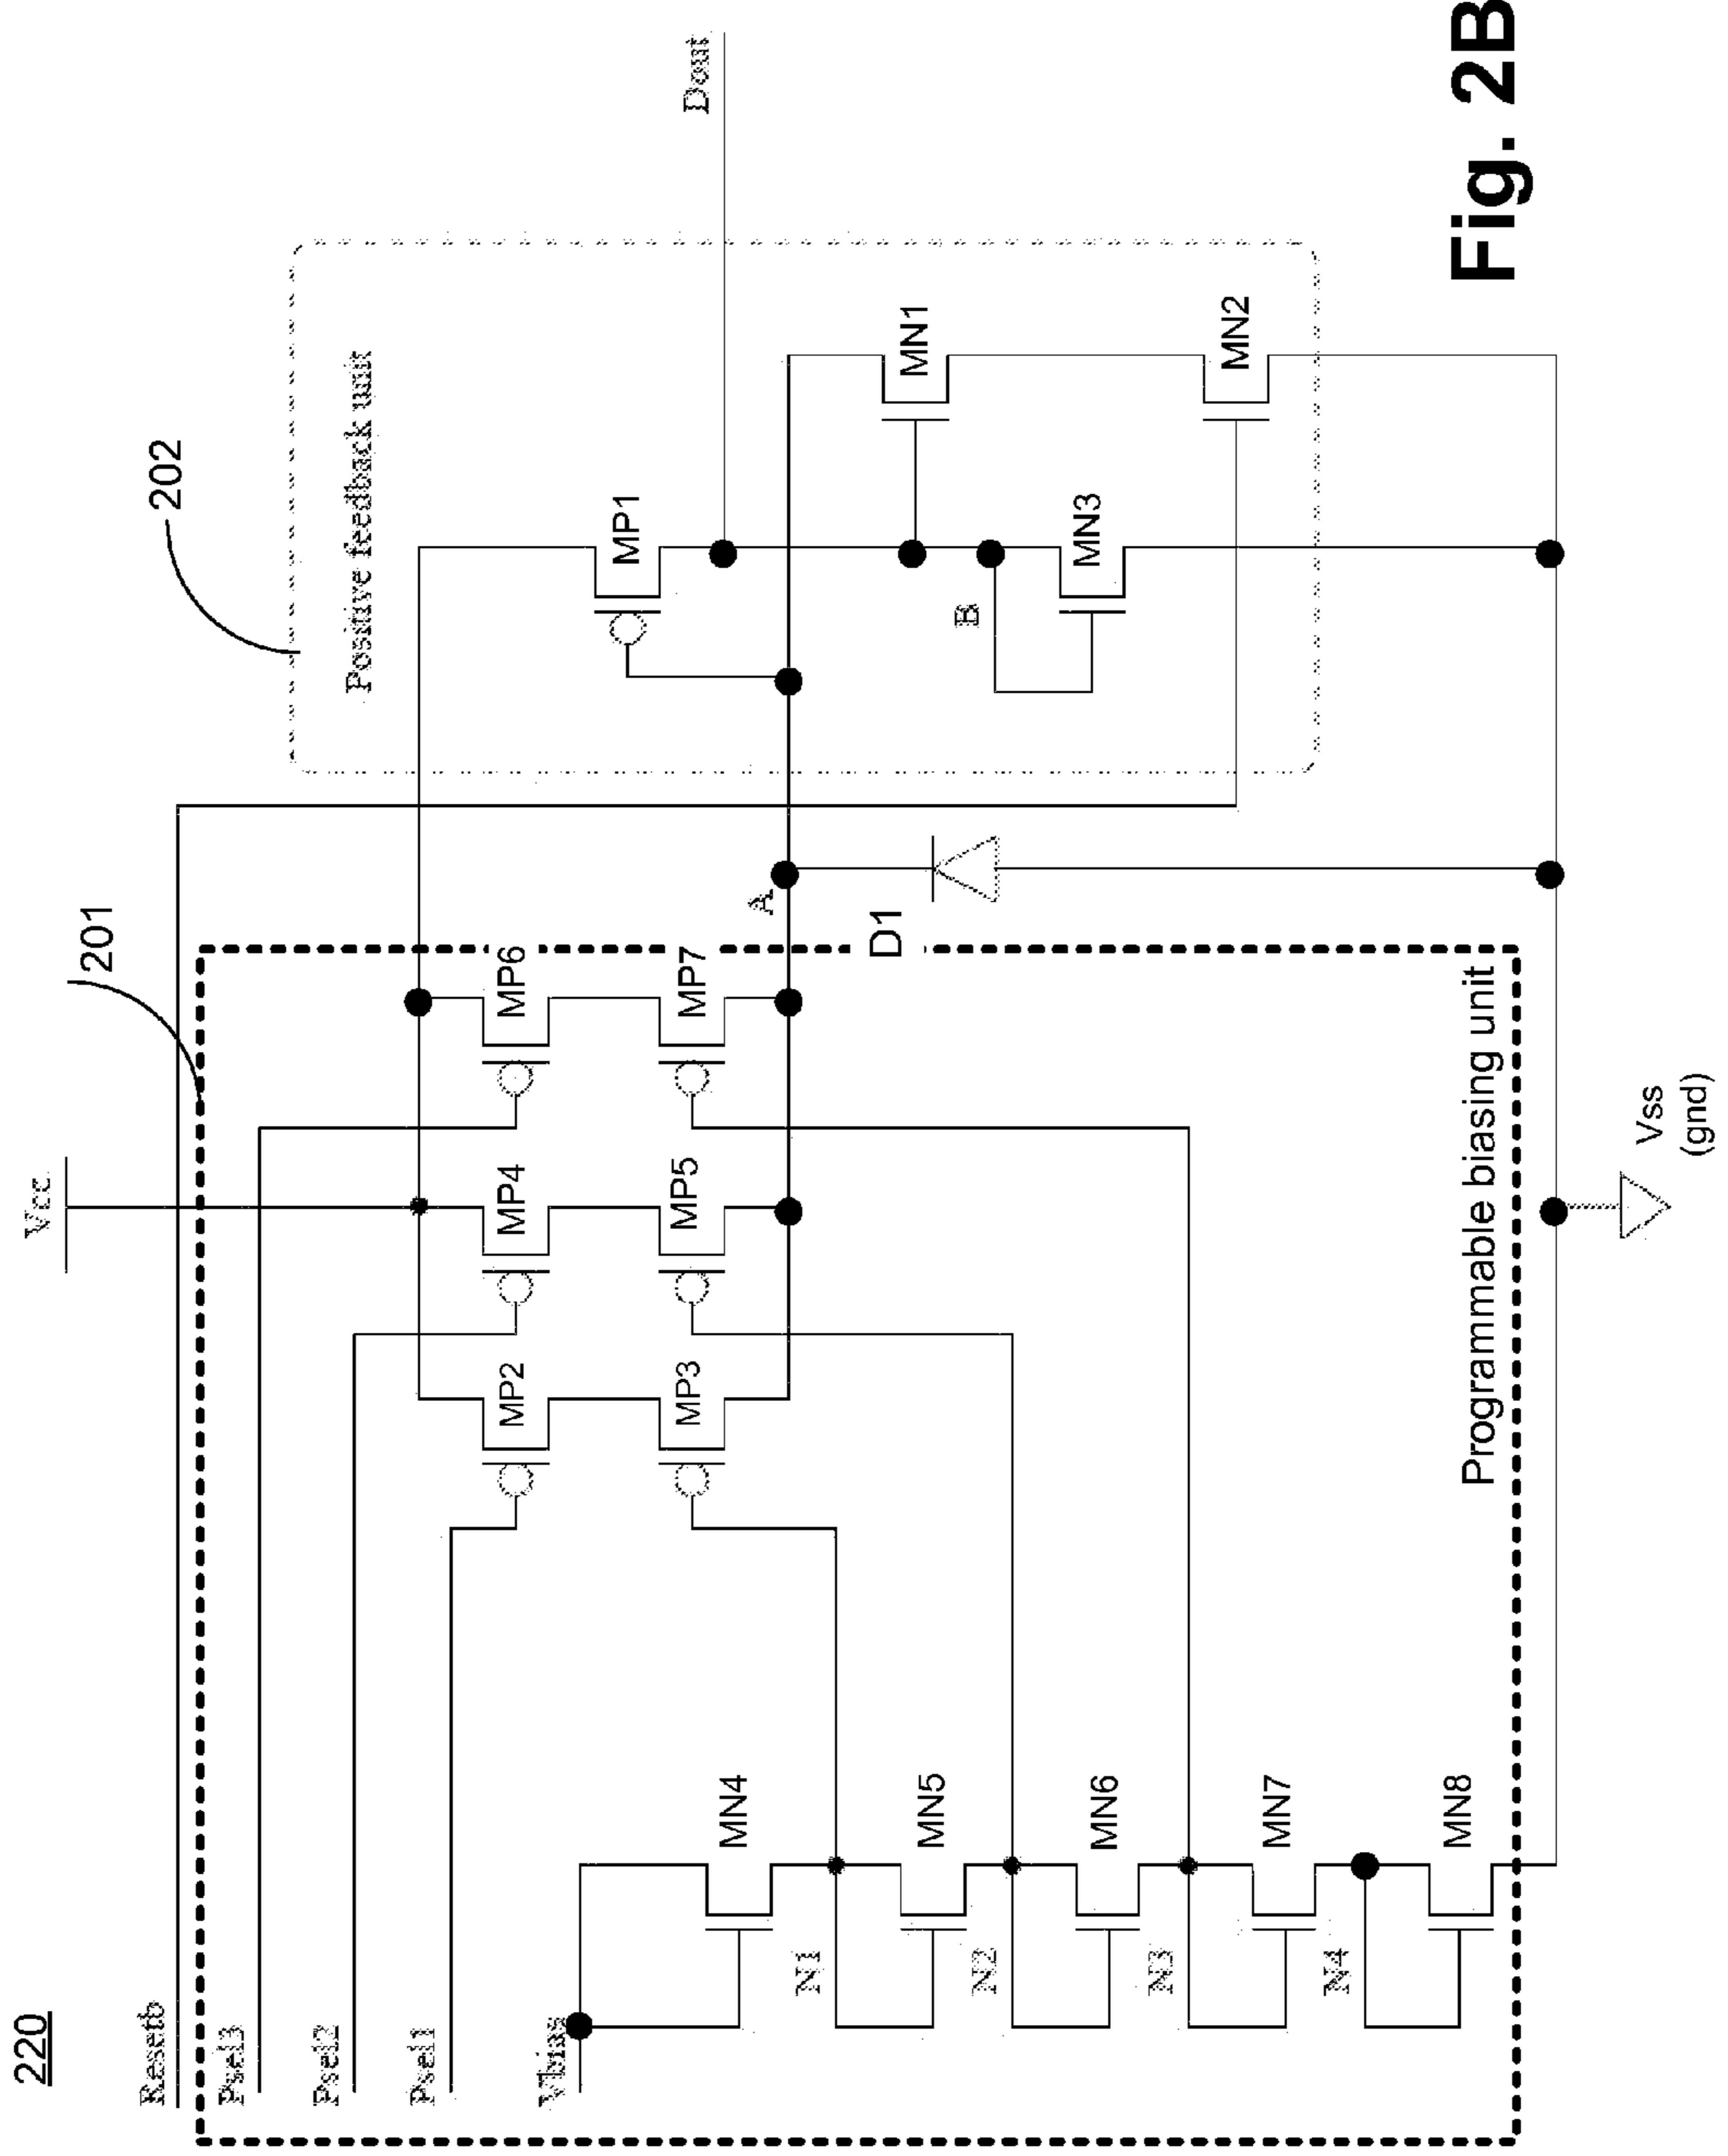 220
Resetb
Psel3
Psel2
Psel1
Vbias
Vcc
201
202
Positive feedback unit
Dout
MP2
MP4
MP6
MP3
MP5
MP7
MP1
A
B
D1
MN1
MN2
MN3
MN4
N1
MN5
N2
MN6
N3
MN7
N4
MN8
Programmable biasing unit
Vss
(gnd)
Fig. 2B